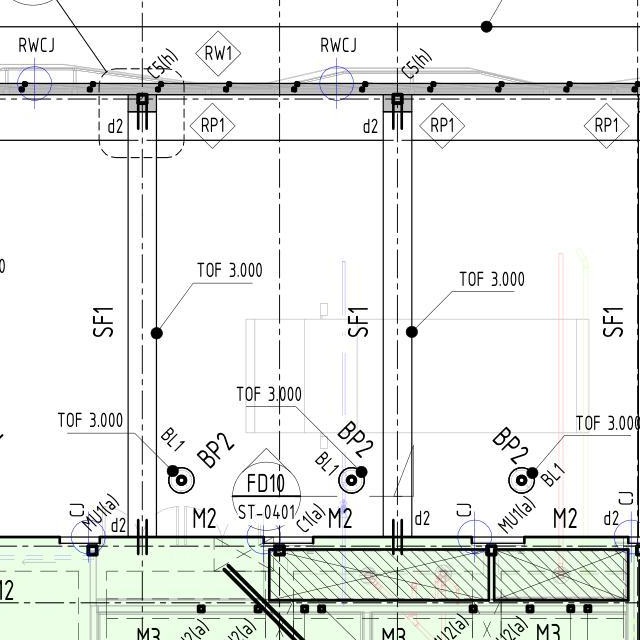 RWCJ
C5(h)
RW1
RWCJ
C5(h)
d2
RP1
d2
RP1
RP1
TOF 3.000
TOF 3.000
SF1
SF1
SF1
TOF 3.000
TOF 3.000
TOF 3.000
BL1
BP2
BL1
BP2
BP2
BL1
FD10
ST-0401
CJ
MU1(a)
d2
M2
C1(a)
M2
d2
CJ
MU1(a)
M2
d2
CJ
M3
M3
M3